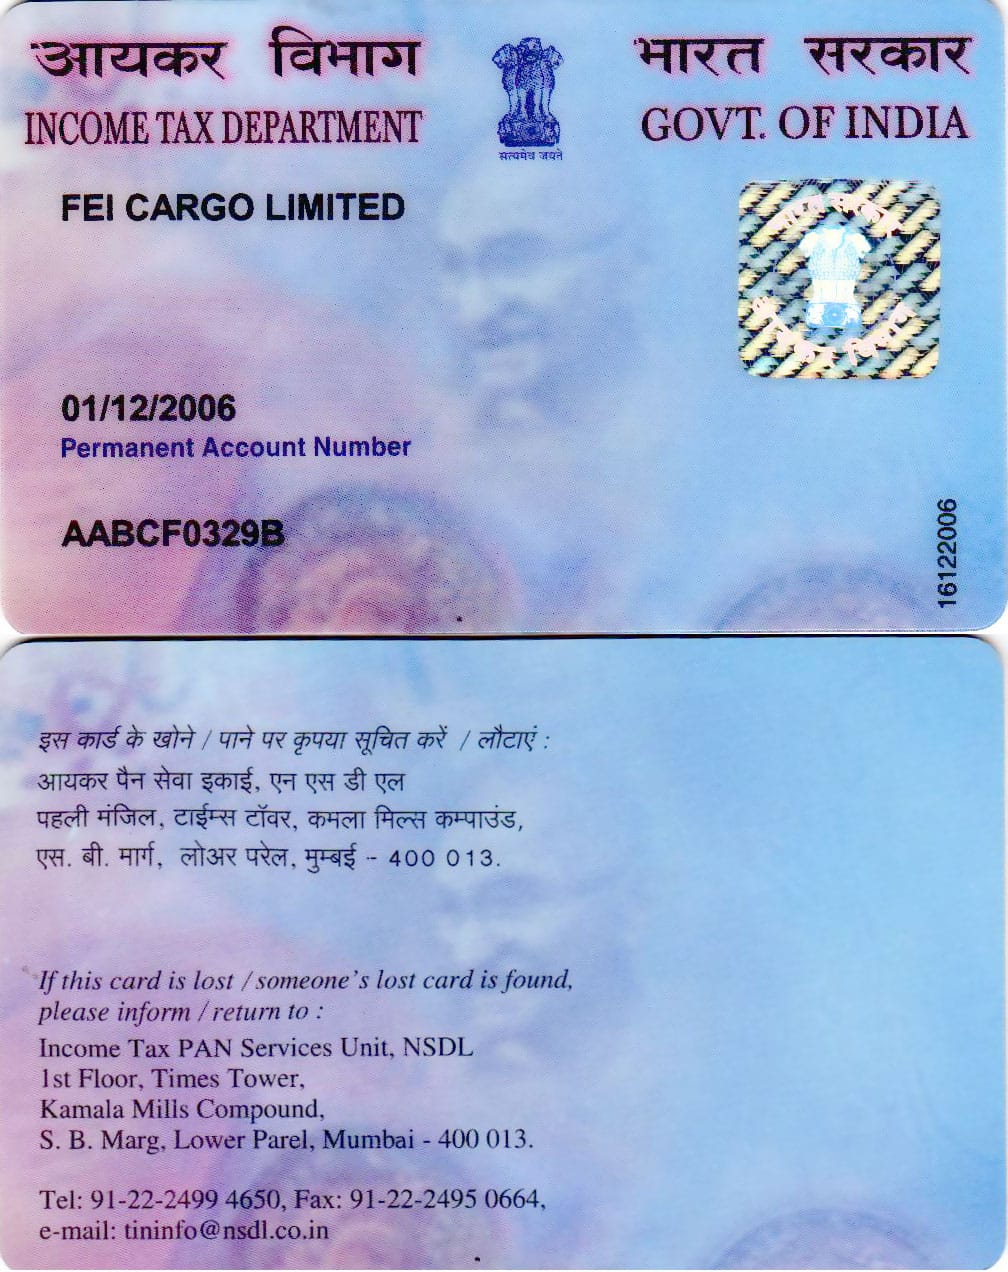 आयकर विभाग
INCOME TAX DEPARTMENT
सत्यमेव जयते
भारत सरकार
GOVT. OF INDIA
FEI CARGO LIMITED
भारत सरकार
आयकर विभाग
01/12/2006
Permanent Account Number
AABCF0329B
16122006
इस कार्ड के खोने / पाने पर कृपया सूचित करें / लौटाएं :
आयकर पैन सेवा इकाई, एन एस डी एल
पहली मंजिल, टाईम्स टॉवर, कमला मिल्स कम्पाउंड,
एस. बी. मार्ग, लोअर परेल, मुम्बई - 400 013.
If this card is lost / someone's lost card is found,
please inform / return to :
Income Tax PAN Services Unit, NSDL
1st Floor, Times Tower,
Kamala Mills Compound,
S. B. Marg, Lower Parel, Mumbai - 400 013.
Tel: 91-22-2499 4650, Fax: 91-22-2495 0664,
e-mail: tininfo@nsdl.co.in